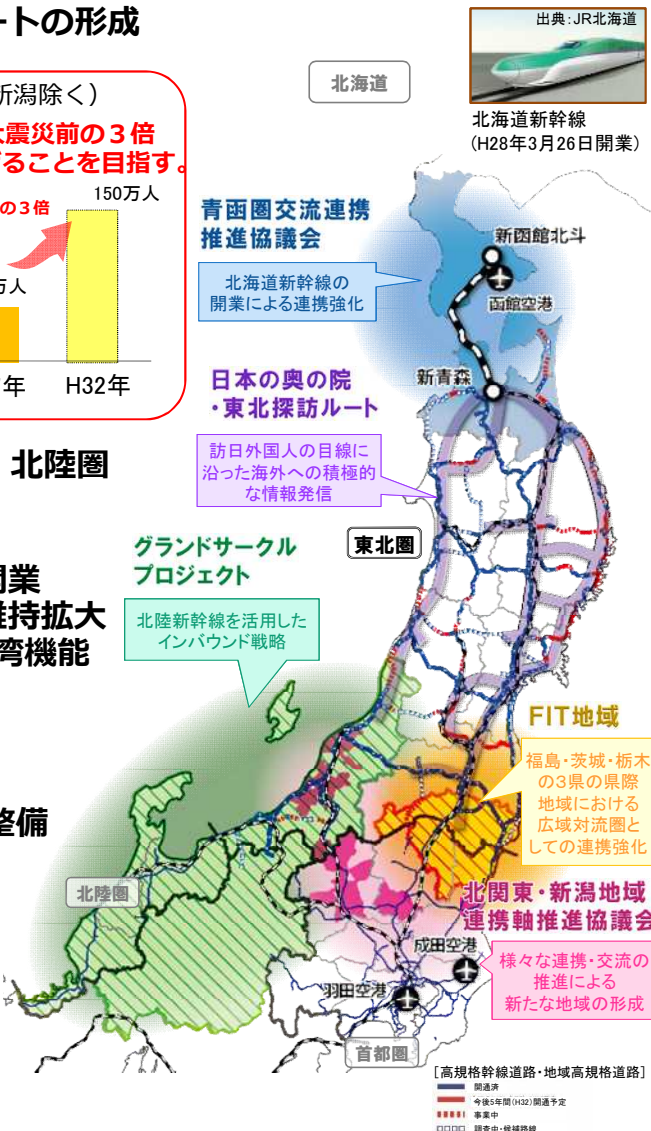 ートの形成
出典:JR北海道
北海道
北海道新幹線
(H28年3月26日開業)
新潟除く)
大震災前の３倍
ることを目指す。
150万人
の３倍
万人
年
H32年
青函圏交流連携
推進協議会
北海道新幹線の
開業による連携強化
新函館北斗
函館空港
新青森
日本の奥の院
・東北探訪ルート
訪日外国人の目線に
沿った海外への積極的
な情報発信
北陸圏
東北圏
グランドサークル
プロジェクト
北陸新幹線を活用した
インバウンド戦略
開業
維持拡大
湾機能
整備
FIT地域
福島・茨城・栃木
の3県の県際
地域における
広域対流圏と
しての連携強化
北陸圏
北関東・新潟地域
連携軸推進協議会
様々な連携・交流の
推進による
新たな地域の形成
成田空港
羽田空港
首都圏
[高規格幹線道路・地域高規格道路]
開通済
今後5年間(H32)開通予定
事業中
調査中・候補路線